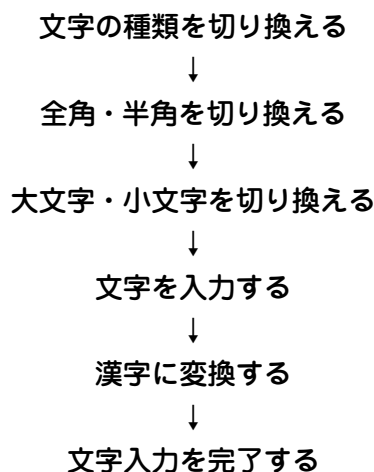 文字の種類を切り換える
↓
全角・半角を切り換える
↓
大文字・小文字を切り換える
↓
文字を入力する
↓
漢字に変換する
↓
文字入力を完了する